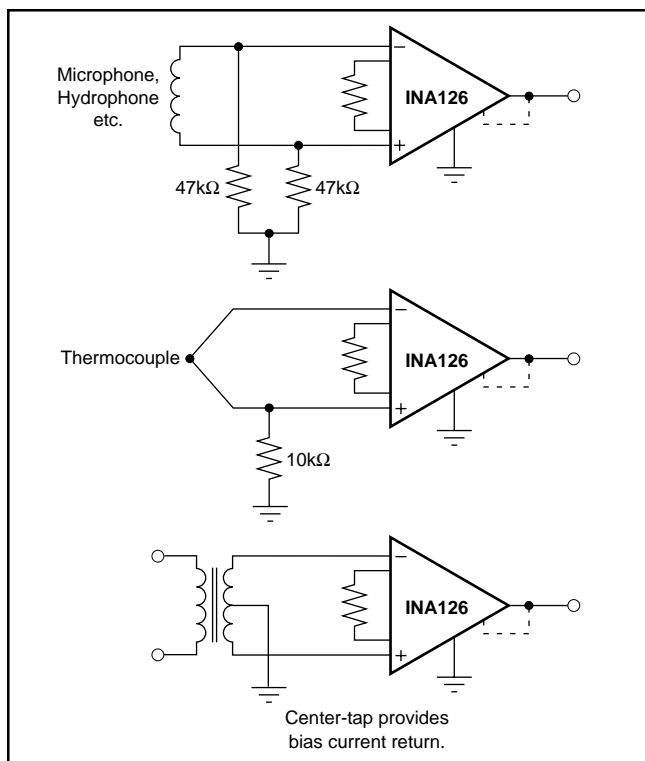 Microphone,
Hydrophone
etc.
–
INA126
+
47kΩ
47kΩ
–
Thermocouple
INA126
+
10kΩ
–
INA126
+
Center-tap provides
bias current return.